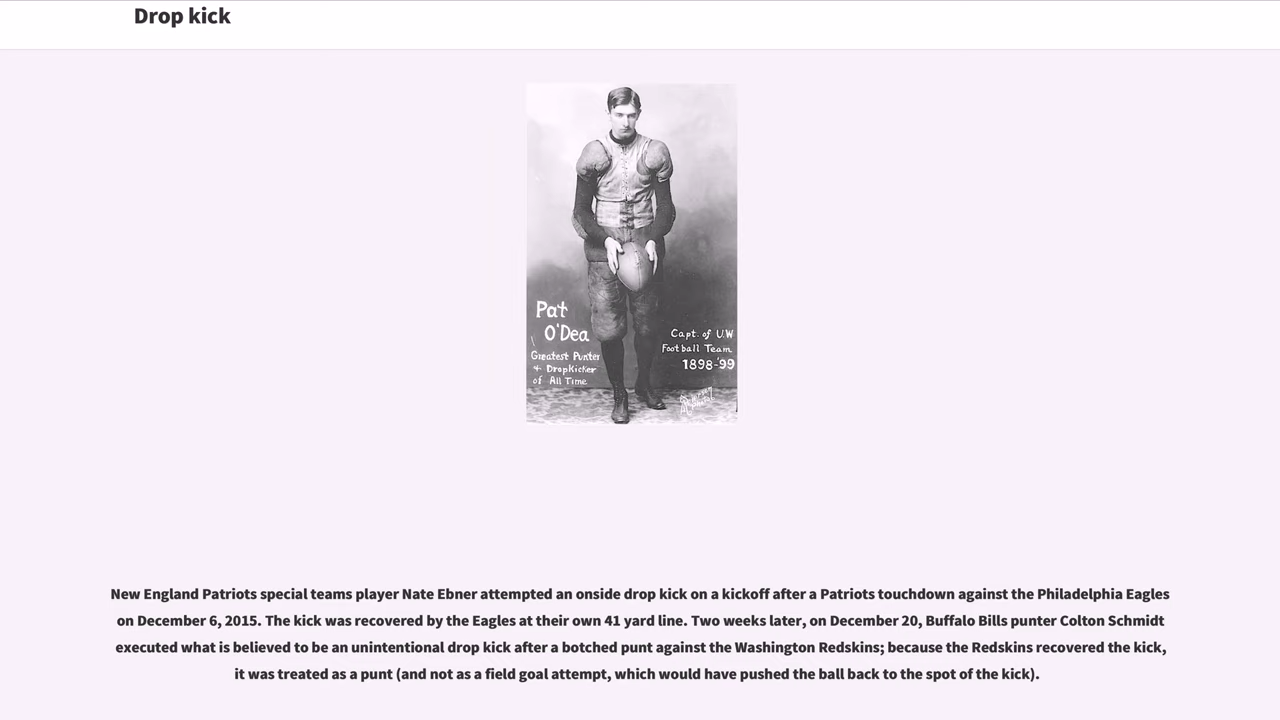 Drop kick
Pat
O'Dea
Greatest Punter
& DropKicker
of All Time
Capt. of U.W
Football Team
1898-'99
New England Patriots special teams player Nate Ebner attempted an onside drop kick on a kickoff after a Patriots touchdown against the Philadelphia Eagles
on December 6, 2015. The kick was recovered by the Eagles at their own 41 yard line. Two weeks later, on December 20, Buffalo Bills punter Colton Schmidt
executed what is believed to be an unintentional drop kick after a botched punt against the Washington Redskins; because the Redskins recovered the kick,
it was treated as a punt (and not as a field goal attempt, which would have pushed the ball back to the spot of the kick).